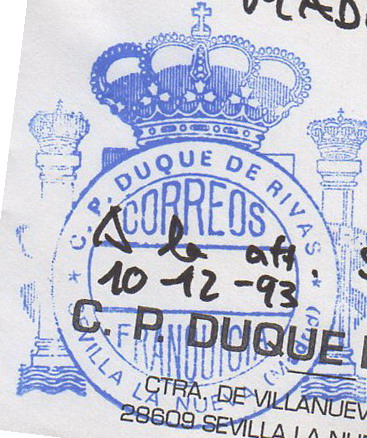 MAD
C. P. DUQUE DE RIVAS
CORREOS
A la att.
10-12-93
FRANQUICIA
C. P. DUQUE
SEVILLA LA NUEVA
CTRA. DE VILLANUEV
28609 SEVILLA LA NU